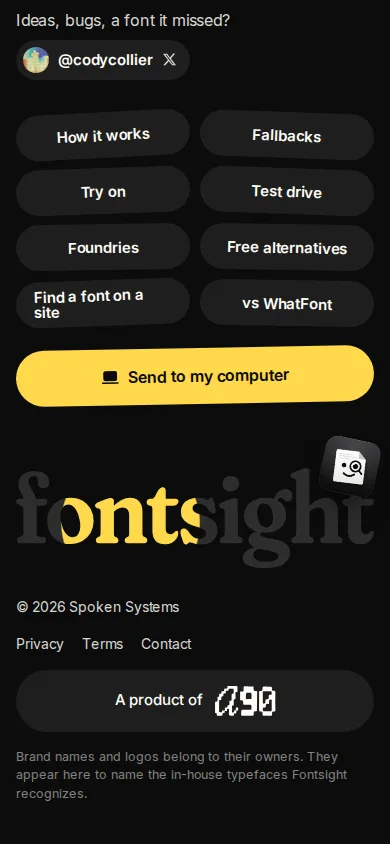 Ideas, bugs, a font it missed?
@codycollier
How it works
Fallbacks
Try on
Test drive
Foundries
Free alternatives
Find a font on a
site
vs WhatFont
Send to my computer
fontsight
© 2026 Spoken Systems
Privacy Terms Contact
A product of a90
Brand names and logos belong to their owners. They
appear here to name the in-house typefaces Fontsight
recognizes.